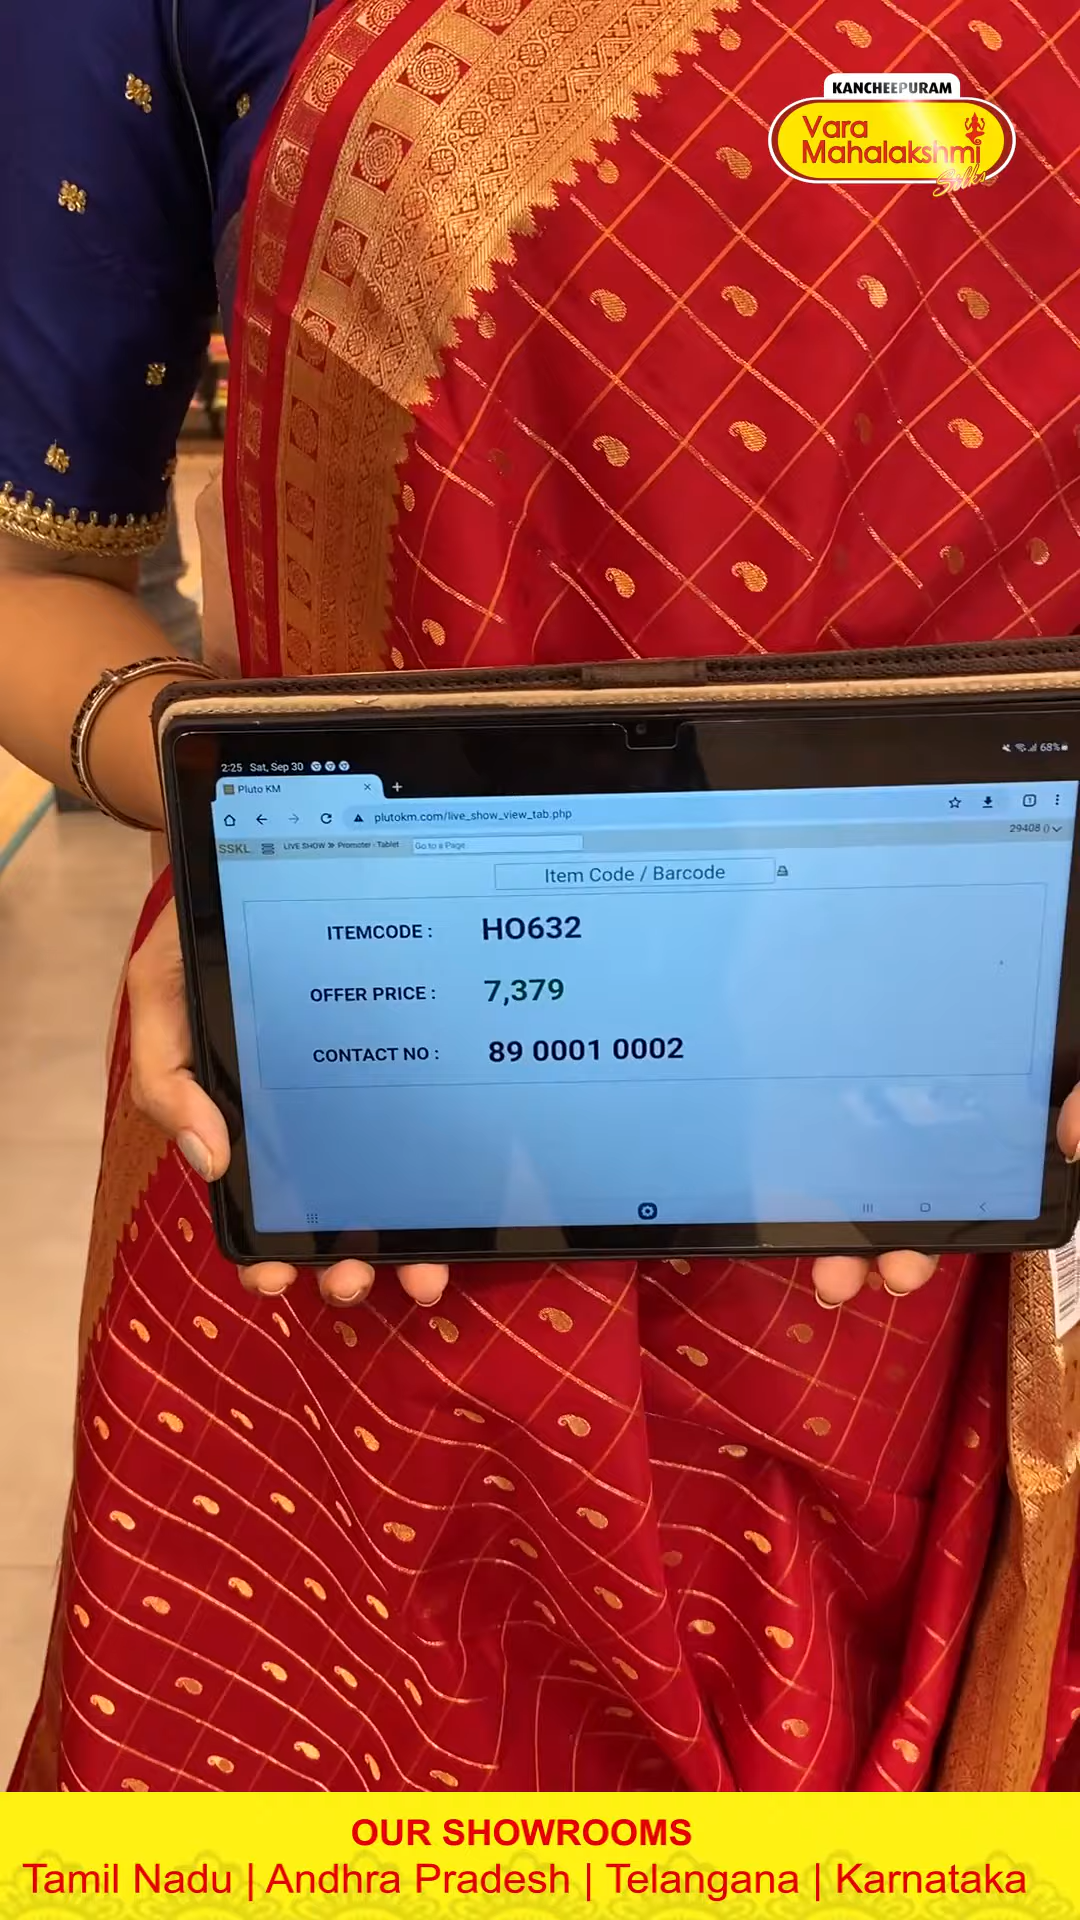 KANCHEEPURAM
Vara
Mahalakshmi
Silks
2:25 Sat, Sep 30
68%
Pluto KM
plutokm.com/live_show_view_tab.php
SSKL
LIVE SHOW » Promoter - Tablet
Go to a Page
29408 ()
Item Code / Barcode
ITEMCODE : HO632
OFFER PRICE : 7,379
CONTACT NO : 89 0001 0002
OUR SHOWROOMS
Tamil Nadu | Andhra Pradesh | Telangana | Karnataka